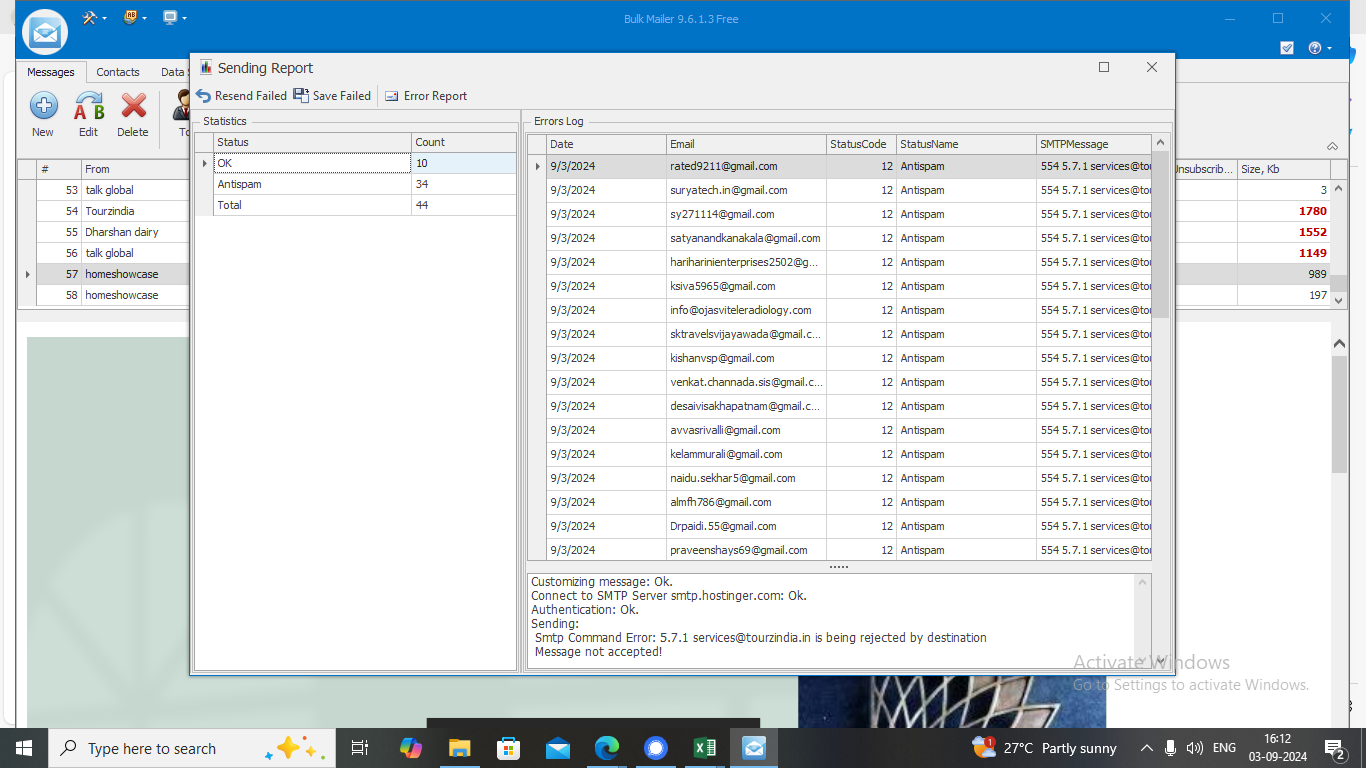 Bulk Mailer 9.6.1.3 Free
Messages Contacts Data
New Edit Delete To
Sending Report
Resend Failed Save Failed Error Report
Statistics
Status Count
OK 10
Antispam 34
Total 44
Errors Log
Date Email StatusCode StatusName SMTPMessage
9/3/2024 rated9211@gmail.com 12 Antispam 554 5.7.1 services@tou
9/3/2024 suryatech.in@gmail.com 12 Antispam 554 5.7.1 services@tou
9/3/2024 sy271114@gmail.com 12 Antispam 554 5.7.1 services@tou
9/3/2024 satyanandkanakala@gmail.com 12 Antispam 554 5.7.1 services@tou
9/3/2024 hariharinienterprises2502@g... 12 Antispam 554 5.7.1 services@tou
9/3/2024 ksiva5965@gmail.com 12 Antispam 554 5.7.1 services@tou
9/3/2024 info@ojasviteleradiology.com 12 Antispam 554 5.7.1 services@tou
9/3/2024 sktravelsvijayawada@gmail.c... 12 Antispam 554 5.7.1 services@tou
9/3/2024 kishanvsp@gmail.com 12 Antispam 554 5.7.1 services@tou
9/3/2024 venkat.channada.sis@gmail.c... 12 Antispam 554 5.7.1 services@tou
9/3/2024 desaivisakhapatnam@gmail.c... 12 Antispam 554 5.7.1 services@tou
9/3/2024 avvasrivalli@gmail.com 12 Antispam 554 5.7.1 services@tou
9/3/2024 kelammurali@gmail.com 12 Antispam 554 5.7.1 services@tou
9/3/2024 naidu.sekhar5@gmail.com 12 Antispam 554 5.7.1 services@tou
9/3/2024 almfh786@gmail.com 12 Antispam 554 5.7.1 services@tou
9/3/2024 Drpaidi.55@gmail.com 12 Antispam 554 5.7.1 services@tou
9/3/2024 praveenshays69@gmail.com 12 Antispam 554 5.7.1 services@tou
Customizing message: Ok.
Connect to SMTP Server smtp.hostinger.com: Ok.
Authentication: Ok.
Sending:
Smtp Command Error: 5.7.1 services@tourzindia.in is being rejected by destination
Message not accepted!
# From
53 talk global
54 Tourzindia
55 Dharshan dairy
56 talk global
57 homeshowcase
58 homeshowcase
Unsubscrib... Size, Kb
3
1780
1552
1149
989
197
Activate Windows
Go to Settings to activate Windows.
Type here to search
27°C Partly sunny
ENG
16:12
03-09-2024
2